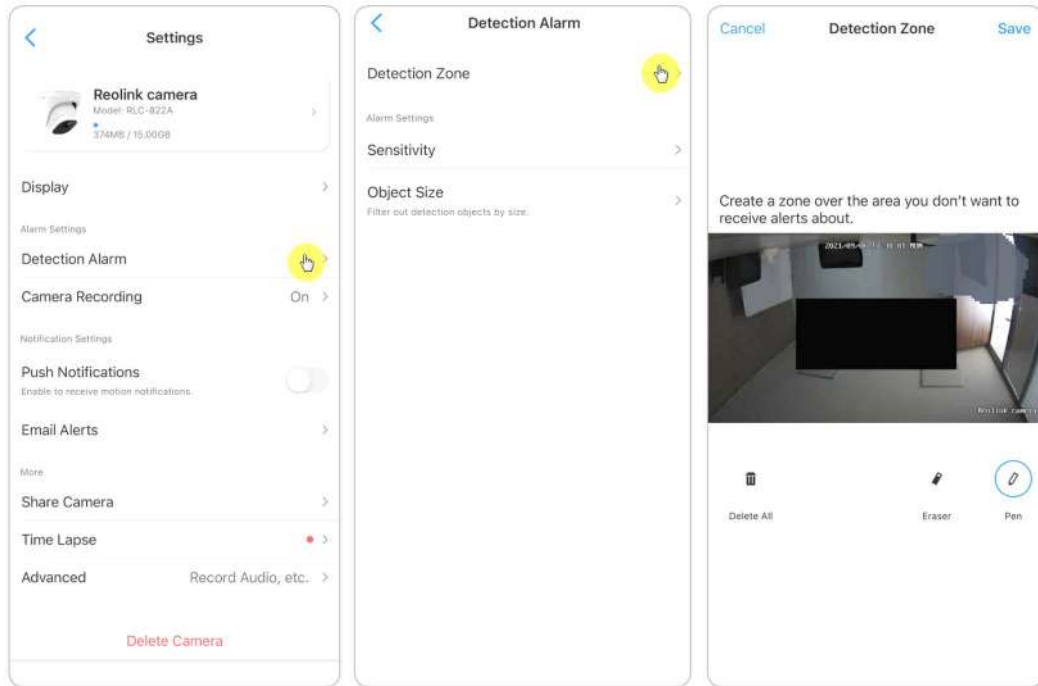 Settings
Reolink camera
Model: RLC-822A
374MB / 15.00GB
Display
Alarm Settings
Detection Alarm
Camera Recording On
Notification Settings
Push Notifications
Enable to receive motion notifications.
Email Alerts
More
Share Camera
Time Lapse
Advanced Record Audio, etc.
Delete Camera
Detection Alarm
Detection Zone
Alarm Settings
Sensitivity
Object Size
Filter out detection objects by size.
Cancel Detection Zone Save
Create a zone over the area you don't want to
receive alerts about.
Reolink camera
Delete All Eraser Pen